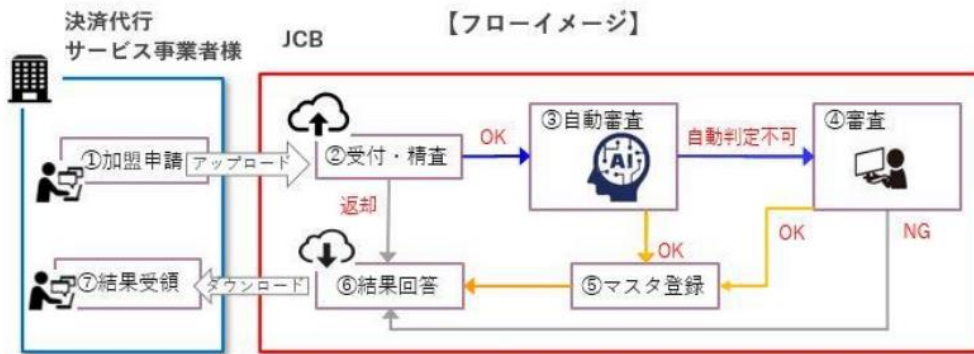 決済代行
サービス事業者様
JCB
【フローイメージ】
①加盟申請
アップロード
②受付・精査
OK
③自動審査
AI
自動判定不可
④審査
返却
OK
OK
NG
⑦結果受領
ダウンロード
⑥結果回答
⑤マスタ登録